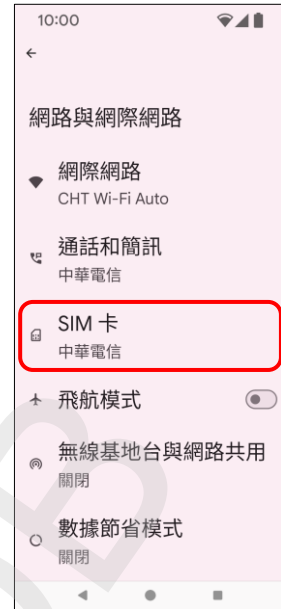 10:00
網路與網際網路
網際網路
CHT Wi-Fi Auto
通話和簡訊
中華電信
SIM 卡
中華電信
飛航模式
無線基地台與網路共用
關閉
數據節省模式
關閉